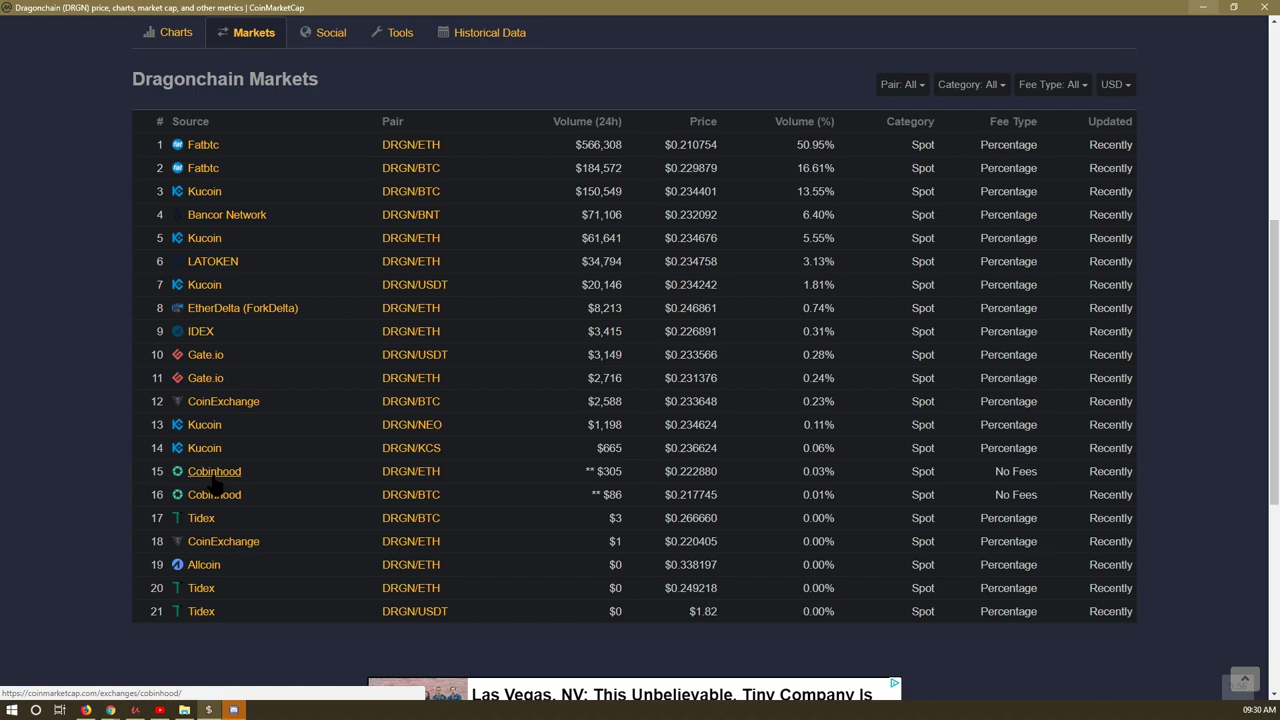 Dragonchain (DRGN) price, charts, market cap, and other metrics | CoinMarketCap
Charts Markets Social Tools Historical Data
Dragonchain Markets
Pair: All Category: All Fee Type: All USD
# Source Pair Volume (24h) Price Volume (%) Category Fee Type Updated
1 Fatbtc DRGN/ETH $566,308 $0.210754 50.95% Spot Percentage Recently
2 Fatbtc DRGN/BTC $184,572 $0.229879 16.61% Spot Percentage Recently
3 Kucoin DRGN/BTC $150,549 $0.234401 13.55% Spot Percentage Recently
4 Bancor Network DRGN/BNT $71,106 $0.232092 6.40% Spot Percentage Recently
5 Kucoin DRGN/ETH $61,641 $0.234676 5.55% Spot Percentage Recently
6 LATOKEN DRGN/ETH $34,794 $0.234758 3.13% Spot Percentage Recently
7 Kucoin DRGN/USDT $20,146 $0.234242 1.81% Spot Percentage Recently
8 EtherDelta (ForkDelta) DRGN/ETH $8,213 $0.246861 0.74% Spot Percentage Recently
9 IDEX DRGN/ETH $3,415 $0.226891 0.31% Spot Percentage Recently
10 Gate.io DRGN/USDT $3,149 $0.233566 0.28% Spot Percentage Recently
11 Gate.io DRGN/ETH $2,716 $0.231376 0.24% Spot Percentage Recently
12 CoinExchange DRGN/BTC $2,588 $0.233648 0.23% Spot Percentage Recently
13 Kucoin DRGN/NEO $1,198 $0.234624 0.11% Spot Percentage Recently
14 Kucoin DRGN/KCS $665 $0.236624 0.06% Spot Percentage Recently
15 Cobinhood DRGN/ETH ** $305 $0.222880 0.03% Spot No Fees Recently
16 Cobinhood DRGN/BTC ** $86 $0.217745 0.01% Spot No Fees Recently
17 Tidex DRGN/BTC $3 $0.266660 0.00% Spot Percentage Recently
18 CoinExchange DRGN/ETH $1 $0.220405 0.00% Spot Percentage Recently
19 Allcoin DRGN/ETH $0 $0.338197 0.00% Spot Percentage Recently
20 Tidex DRGN/ETH $0 $0.249218 0.00% Spot Percentage Recently
21 Tidex DRGN/USDT $0 $1.82 0.00% Spot Percentage Recently
Las Vegas, NV: This Unbelievable, Tiny Company Is
https://coinmarketcap.com/exchanges/cobinhood/
09:30 AM